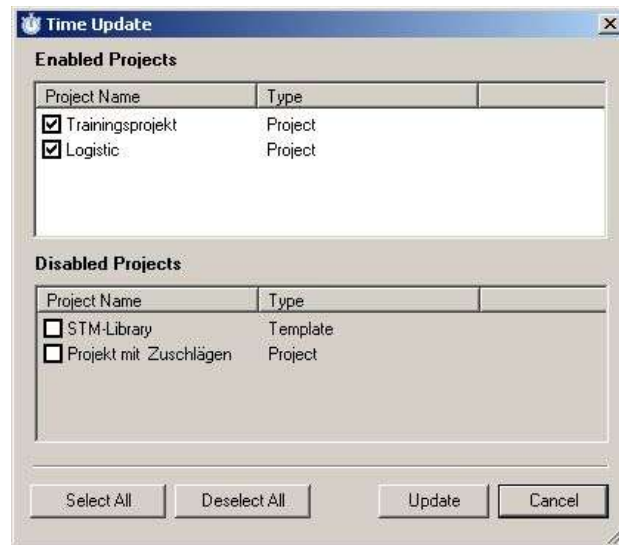 Time Update
Enabled Projects
Project Name Type
Trainingsprojekt Project
Logistic Project
Disabled Projects
Project Name Type
STM-Library Template
Projekt mit Zuschlägen Project
Select All Deselect All Update Cancel